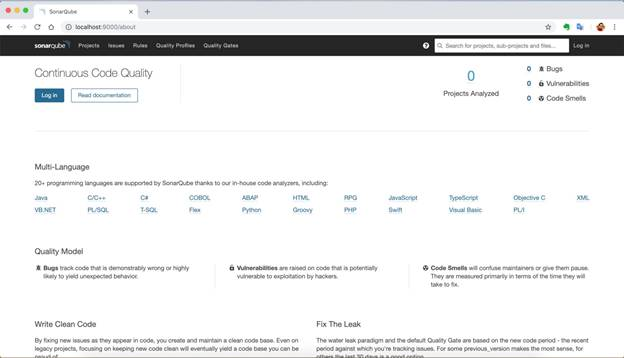 SonarQube
localhost:9000/about
sonarqube Projects Issues Rules Quality Profiles Quality Gates
Search for projects, sub-projects and files... Log in
Continuous Code Quality
Log in Read documentation
0
Projects Analyzed
0 Bugs
0 Vulnerabilities
0 Code Smells
Multi-Language
20+ programming languages are supported by SonarQube thanks to our in-house code analyzers, including:
Java C/C++ C# COBOL ABAP HTML RPG JavaScript TypeScript Objective C XML
VB.NET PL/SQL T-SQL Flex Python Groovy PHP Swift Visual Basic PL/I
Quality Model
Bugs track code that is demonstrably wrong or highly
likely to yield unexpected behavior.
Vulnerabilities are raised on code that is potentially
vulnerable to exploitation by hackers.
Code Smells will confuse maintainers or give them pause.
They are measured primarily in terms of the time they will
take to fix.
Write Clean Code
By fixing new issues as they appear in code, you create and maintain a clean code base. Even on
legacy projects, focusing on keeping new code clean will eventually yield a code base you can be
proud of.
Fix The Leak
The water leak paradigm and the default Quality Gate are based on the new code period - the recent
period against which you're tracking issues. For some previous_version makes the most sense, for
others the last 30 days is a good option.